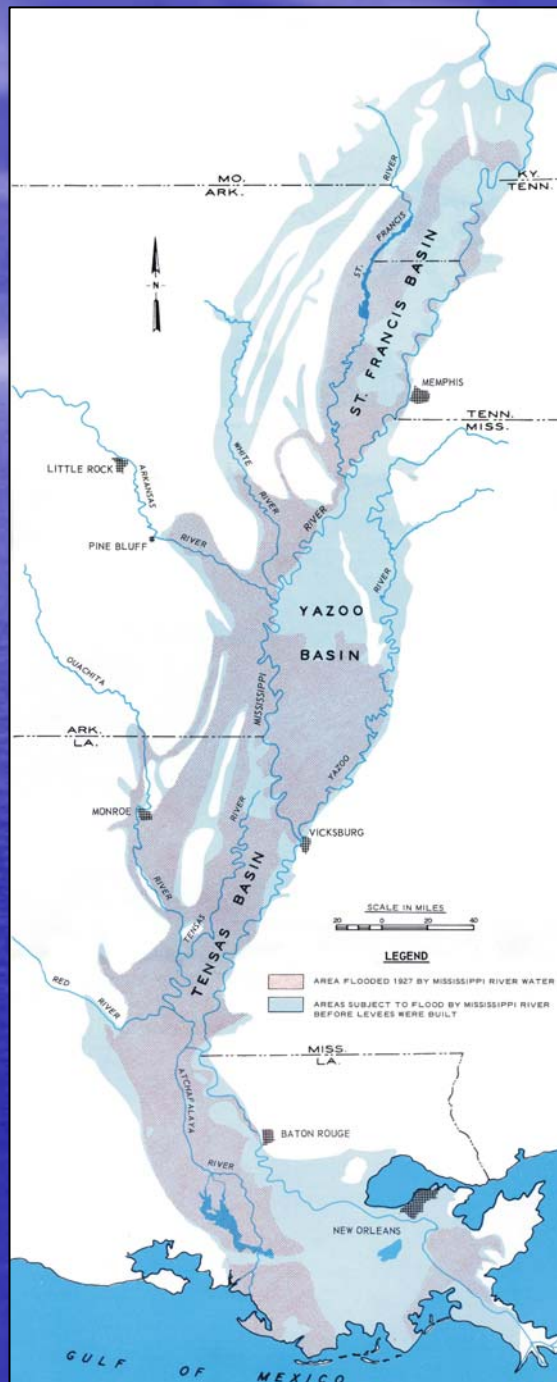 MO.
ARK.
RIVER
KY.
TENN.
ST. FRANCIS
N
ST. FRANCIS BASIN
MEMPHIS
TENN.
MISS.
WHITE
RIVER
LITTLE ROCK
ARKANSAS
RIVER
PINE BLUFF
RIVER
RIVER
YAZOO
BASIN
OUACHITA
MISSISSIPPI
ARK.
LA.
YAZOO
MONROE
RIVER
VICKSBURG
RIVER
TENSAS
TENSAS BASIN
SCALE IN MILES
20 0 20 40
LEGEND
AREA FLOODED 1927 BY MISSISSIPPI RIVER WATER
AREAS SUBJECT TO FLOOD BY MISSISSIPPI RIVER
BEFORE LEVEES WERE BUILT
RED
RIVER
MISS.
LA.
ATCHAFALAYA
RIVER
BATON ROUGE
NEW ORLEANS
GULF OF MEXICO